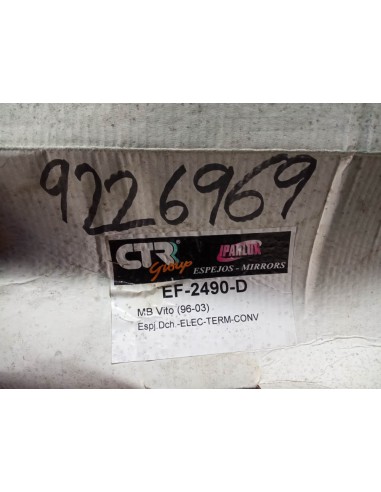 9226969
CTR Group
IPARLUX
ESPEJOS - MIRRORS
EF-2490-D
MB Vito (96-03)
Espj.Dch.-ELEC-TERM-CONV